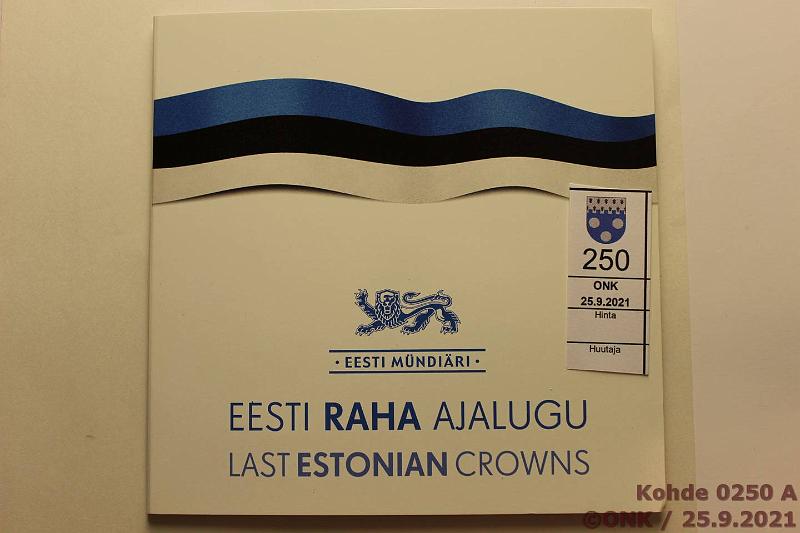 250
ONK
25.9.2021
Hinta
Huutaja
· EESTI MÜNDIÄRI ·
EESTI RAHA AJALUGU
LAST ESTONIAN CROWNS
Kohde 0250 A
©ONK / 25.9.2021